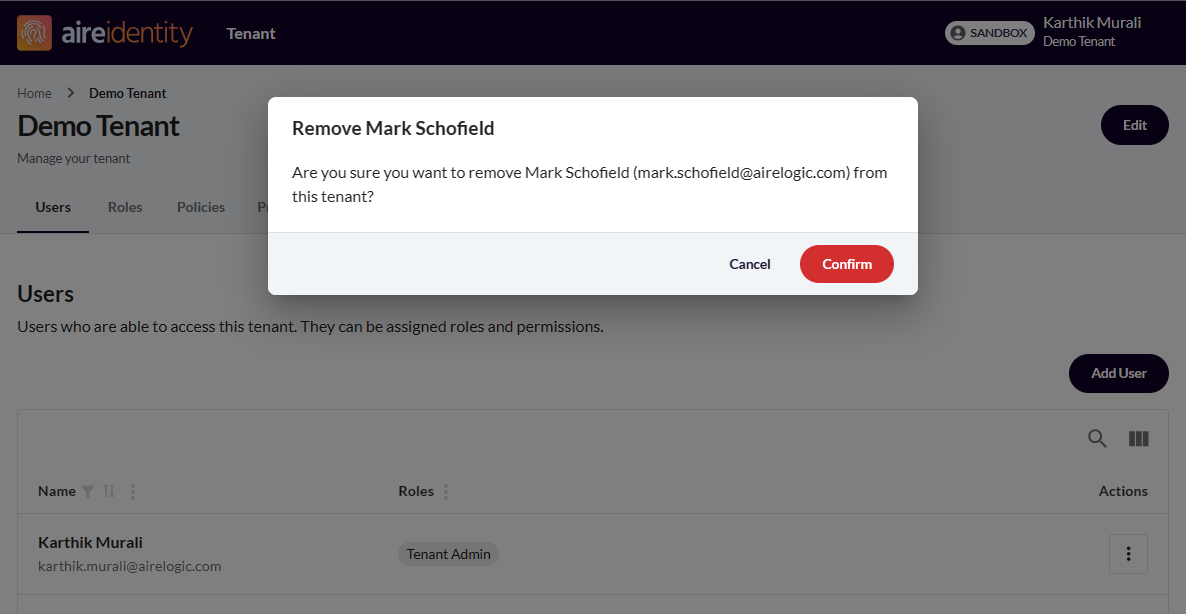 aireidentity
Tenant
SANDBOX
Karthik Murali
Demo Tenant
Home > Demo Tenant
Demo Tenant
Manage your tenant
Edit
Users Roles Policies
Remove Mark Schofield
Are you sure you want to remove Mark Schofield (mark.schofield@airelogic.com) from
this tenant?
Cancel Confirm
Users
Users who are able to access this tenant. They can be assigned roles and permissions.
Add User
Name Roles Actions
Karthik Murali
karthik.murali@airelogic.com
Tenant Admin